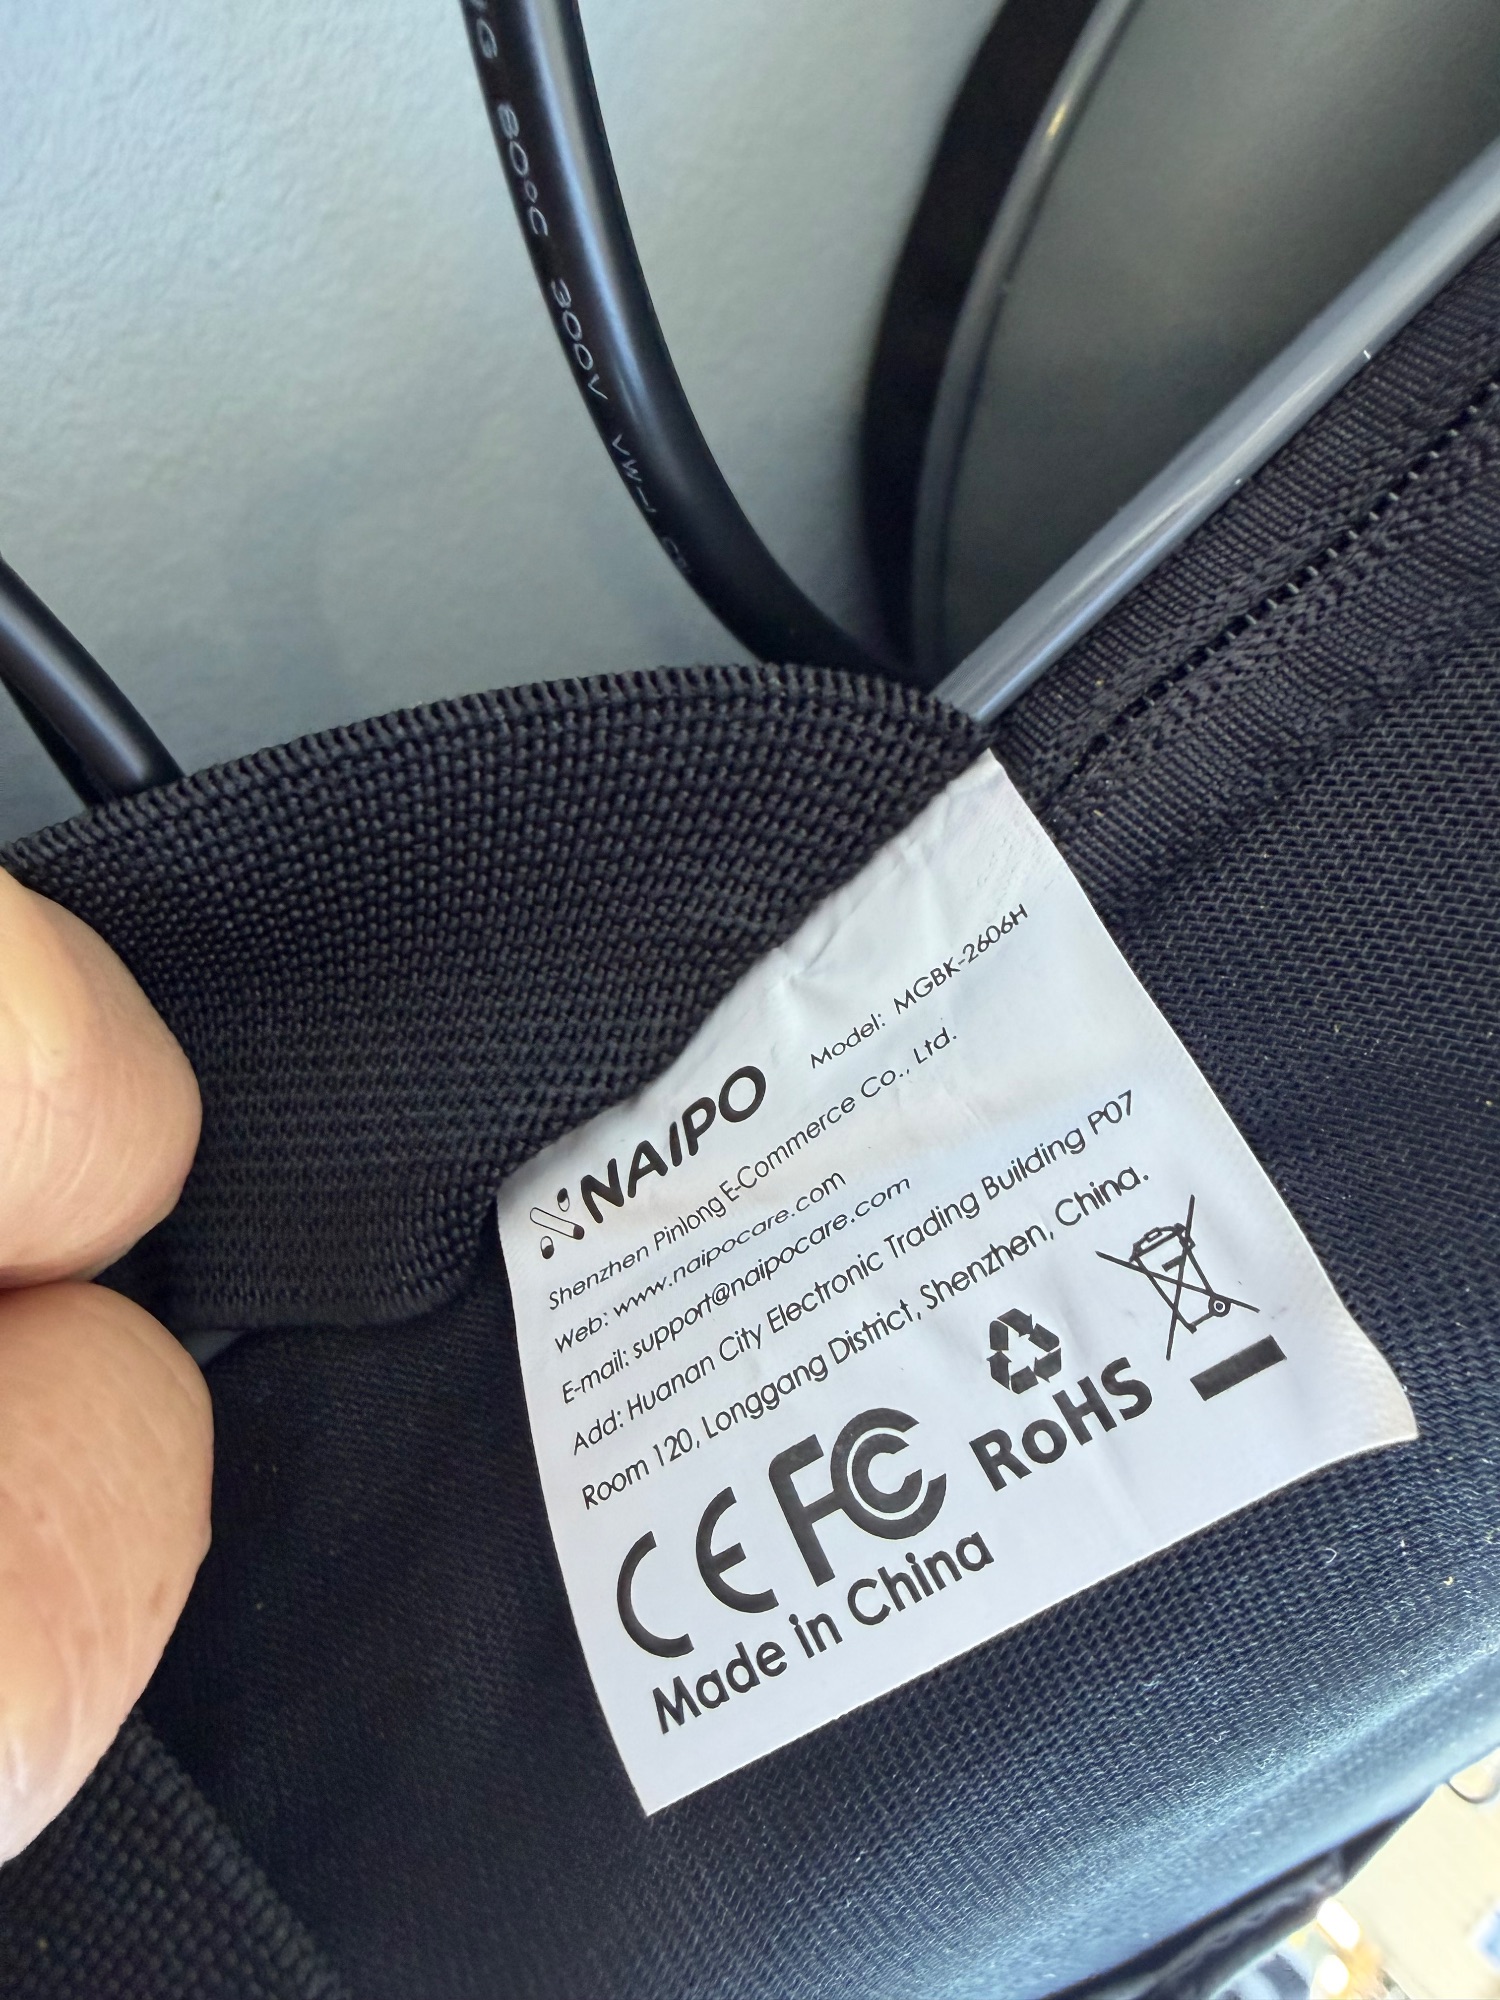 80°C 300V VW-1
NAIPO Model: MGBK-2606H
Shenzhen Pinlong E-Commerce Co., Ltd.
Web: www.naipocare.com
E-mail: support@naipocare.com
Add: Huanan City Electronic Trading Building P07
Room 120, Longgang District, Shenzhen, China.
CE FC RoHS
Made in China